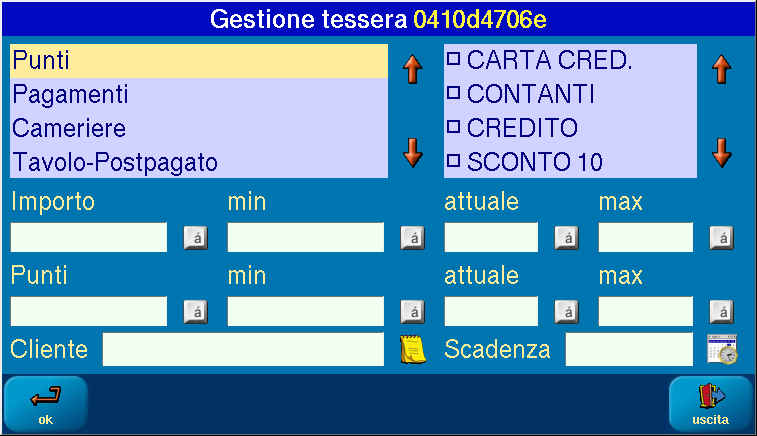 Gestione tessera 0410d4706e
Punti
Pagamenti
Cameriere
Tavolo-Postpagato
CARTA CRED.
CONTANTI
CREDITO
SCONTO 10
Importo min attuale max
á á á á
Punti min attuale max
á á á á
Cliente Scadenza
ok uscita